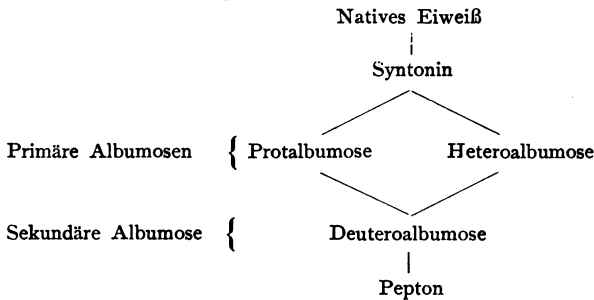 Natives Eiweiß
Syntonin
Primäre Albumosen { Protalbumose Heteroalbumose
Sekundäre Albumose { Deuteroalbumose
Pepton